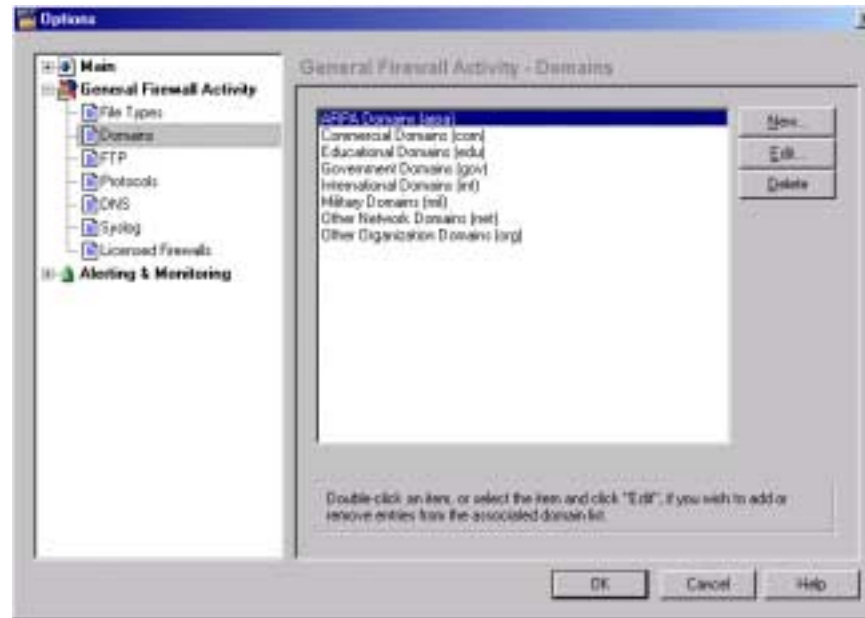 Options
Main
General Firewall Activity
File Types
Domains
FTP
Protocols
DNS
Syslog
Licensed Firewalls
Alerting & Monitoring
General Firewall Activity - Domains
ARPA Domains (arpa)
Commercial Domains (com)
Educational Domains (edu)
Government Domains (gov)
International Domains (int)
Military Domains (mil)
Other Network Domains (net)
Other Organization Domains (org)
New...
Edit...
Delete
Double-click an item, or select the item and click "Edit", if you wish to add or
remove entries from the associated domain list.
OK
Cancel
Help